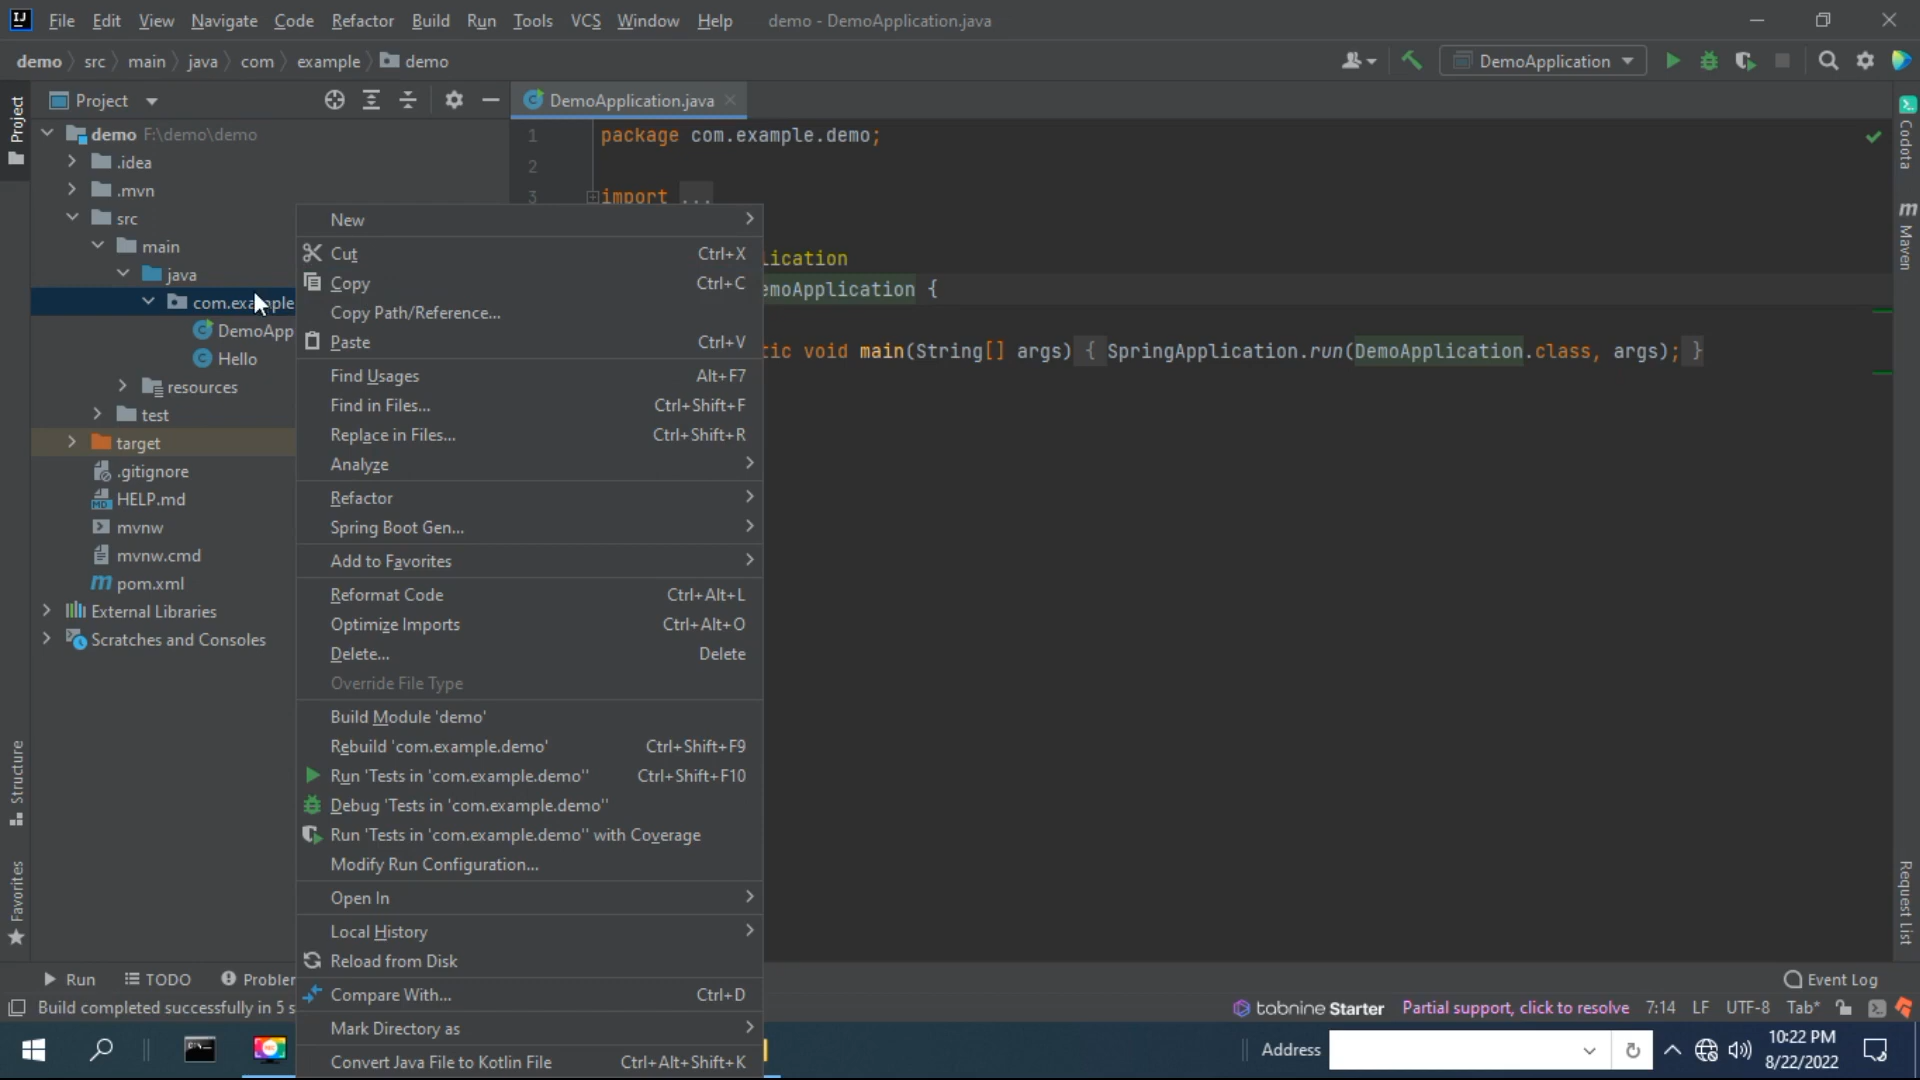 File Edit View Navigate Code Refactor Build Run Tools VCS Window Help demo - DemoApplication.java
demo src main java com example demo
DemoApplication
Project
DemoApplication.java
Project
demo F:\demo\demo
.idea
.mvn
src
main
java
com.example
DemoApp
Hello
resources
test
target
.gitignore
HELP.md
mvnw
mvnw.cmd
pom.xml
External Libraries
Scratches and Consoles
Structure
Favorites
New
Cut Ctrl+X
Copy Ctrl+C
Copy Path/Reference...
Paste Ctrl+V
Find Usages Alt+F7
Find in Files... Ctrl+Shift+F
Replace in Files... Ctrl+Shift+R
Analyze
Refactor
Spring Boot Gen...
Add to Favorites
Reformat Code Ctrl+Alt+L
Optimize Imports Ctrl+Alt+O
Delete... Delete
Override File Type
Build Module 'demo'
Rebuild 'com.example.demo' Ctrl+Shift+F9
Run 'Tests in 'com.example.demo'' Ctrl+Shift+F10
Debug 'Tests in 'com.example.demo''
Run 'Tests in 'com.example.demo'' with Coverage
Modify Run Configuration...
Open In
Local History
Reload from Disk
Compare With... Ctrl+D
Mark Directory as
Convert Java File to Kotlin File Ctrl+Alt+Shift+K
1 package com.example.demo;
2
3 import ...
lication
emoApplication {
tic void main(String[] args) { SpringApplication.run(DemoApplication.class, args); }
Codota
Maven
Request List
Run TODO Probler
Event Log
Build completed successfully in 5 s
tabnine Starter Partial support, click to resolve 7:14 LF UTF-8 Tab*
Address
10:22 PM
8/22/2022